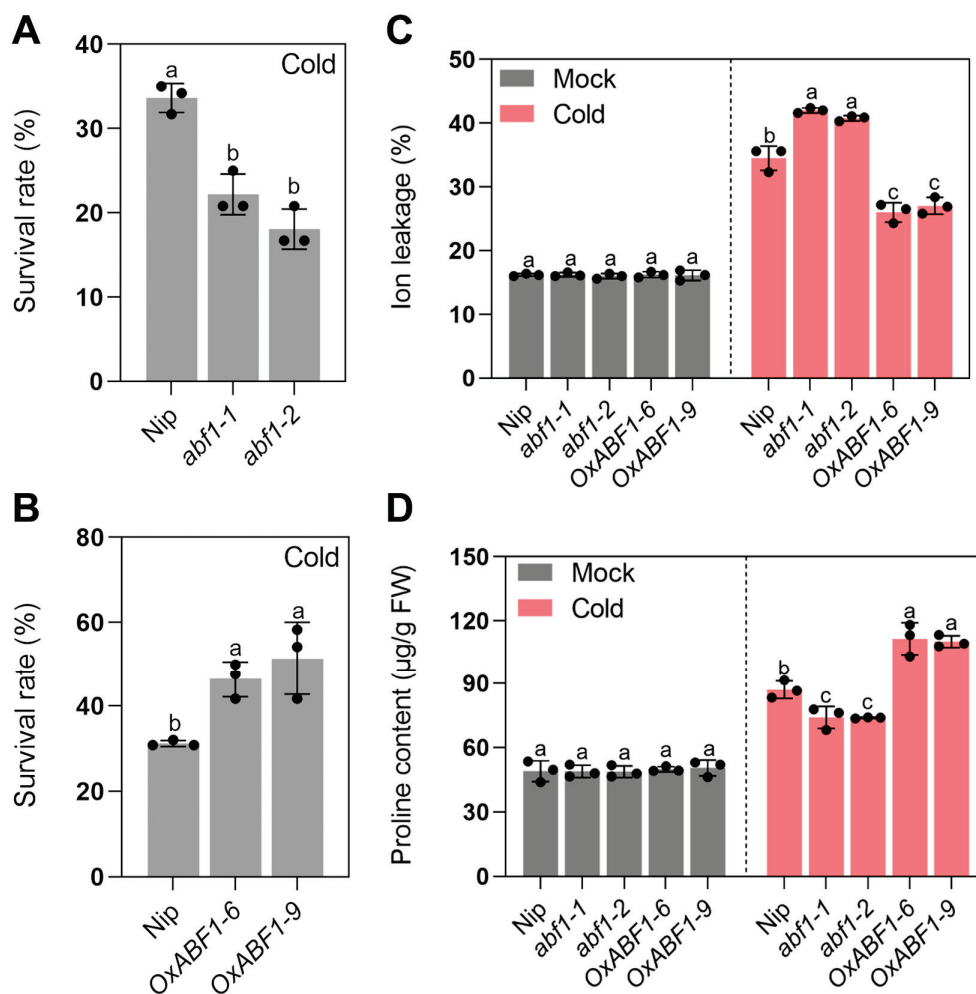 A
Survival rate (%)
40
30
20
10
0
Cold
a
b
b
Nip
abf1-1
abf1-2
B
Survival rate (%)
80
60
40
20
0
Cold
b
a
a
Nip
OxABF1-6
OxABF1-9
C
Ion leakage (%)
50
40
30
20
10
0
Mock
Cold
a
a
a
a
a
b
a
a
c
c
Nip
abf1-1
abf1-2
OxABF1-6
OxABF1-9
Nip
abf1-1
abf1-2
OxABF1-6
OxABF1-9
D
Proline content (µg/g FW)
150
120
90
60
30
0
Mock
Cold
a
a
a
a
a
b
c
c
a
a
Nip
abf1-1
abf1-2
OxABF1-6
OxABF1-9
Nip
abf1-1
abf1-2
OxABF1-6
OxABF1-9